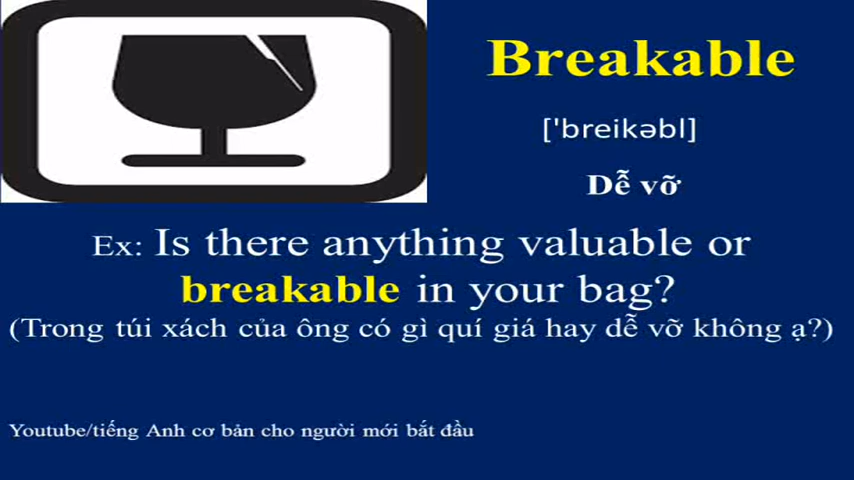 Breakable
['breikəbl]
Dễ vỡ
Ex: Is there anything valuable or
breakable in your bag?
(Trong túi xách của ông có gì quí giá hay dễ vỡ không ạ?)
Youtube/tiếng Anh cơ bản cho người mới bắt đầu